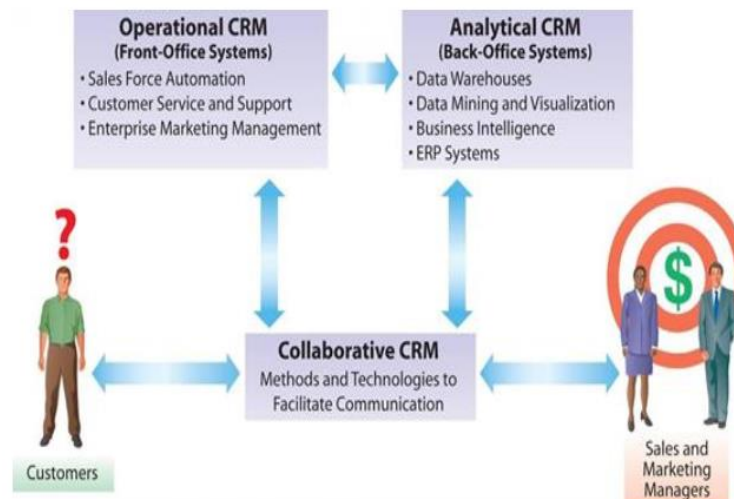 Operational CRM
(Front-Office Systems)
• Sales Force Automation
• Customer Service and Support
• Enterprise Marketing Management
Analytical CRM
(Back-Office Systems)
• Data Warehouses
• Data Mining and Visualization
• Business Intelligence
• ERP Systems
?
$
Collaborative CRM
Methods and Technologies to
Facilitate Communication
Customers
Sales and
Marketing
Managers